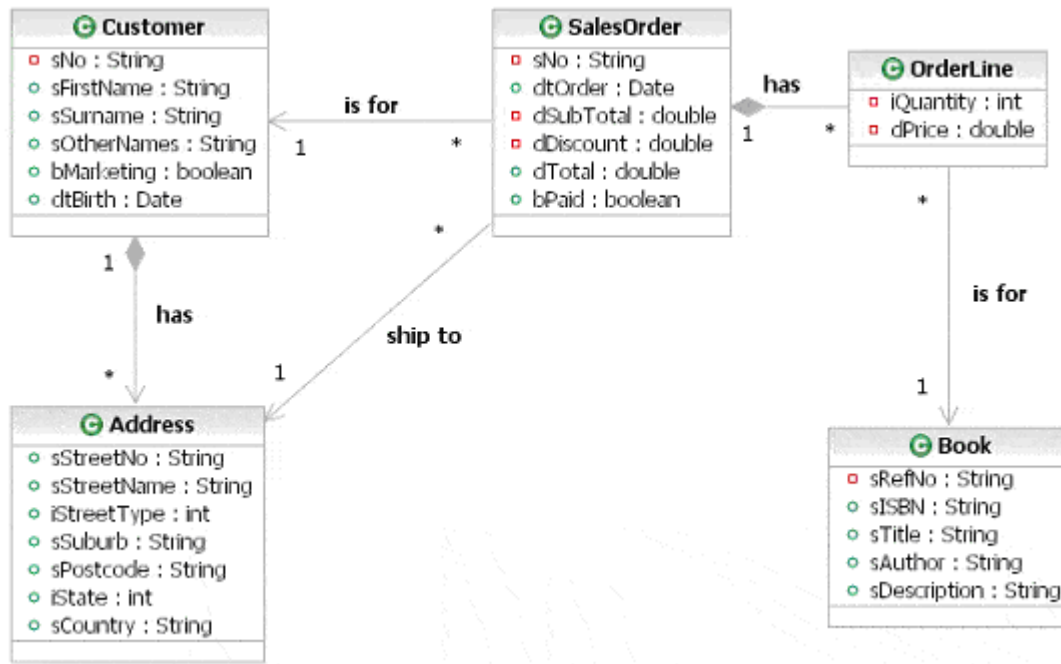 Customer
sNo : String
sFirstName : String
sSurname : String
sOtherNames : String
bMarketing : boolean
dtBirth : Date
is for
1
*
SalesOrder
sNo : String
dtOrder : Date
dSubTotal : double
dDiscount : double
dTotal : double
bPaid : boolean
has
1
*
OrderLine
iQuantity : int
dPrice : double
1
has
*
*
ship to
1
*
is for
1
Address
sStreetNo : String
sStreetName : String
iStreetType : int
sSuburb : String
sPostcode : String
iState : int
sCountry : String
Book
sRefNo : String
sISBN : String
sTitle : String
sAuthor : String
sDescription : String